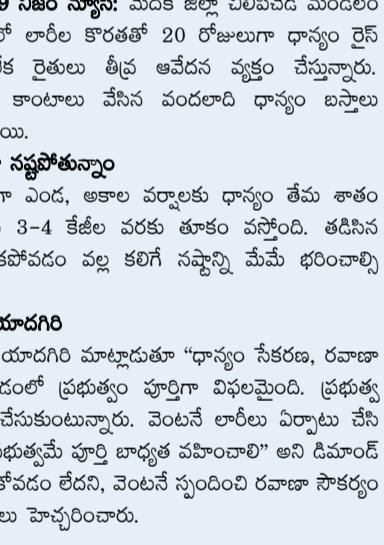 9 నిజం న్యూస్: మెదక్ జిల్లా చిలిపిచేడ్ మండలం
లో లారీల కొరతతో 20 రోజులుగా ధాన్యం రైస్
లేక రైతులు తీవ్ర ఆవేదన వ్యక్తం చేస్తున్నారు.
కాంటాలు వేసిన వందలాది ధాన్యం బస్తాలు
యి.
నష్టపోతున్నాం
గా ఎండ, అకాల వర్షాలకు ధాన్యం తేమ శాతం
3-4 కేజీల వరకు తూకం వస్తోంది. తడిసిన
కపోవడం వల్ల కలిగే నష్టాన్ని మేమే భరించాల్సి
యాదగిరి
యాదగిరి మాట్లాడుతూ “ధాన్యం సేకరణ, రవాణా
డంలో ప్రభుత్వం పూర్తిగా విఫలమైంది. ప్రభుత్వ
చేసుకుంటున్నారు. వెంటనే లారీలు ఏర్పాటు చేసి
భుత్వమే పూర్తి బాధ్యత వహించాలి” అని డిమాండ్
కోవడం లేదని, వెంటనే స్పందించి రవాణా సౌకర్యం
లు హెచ్చరించారు.